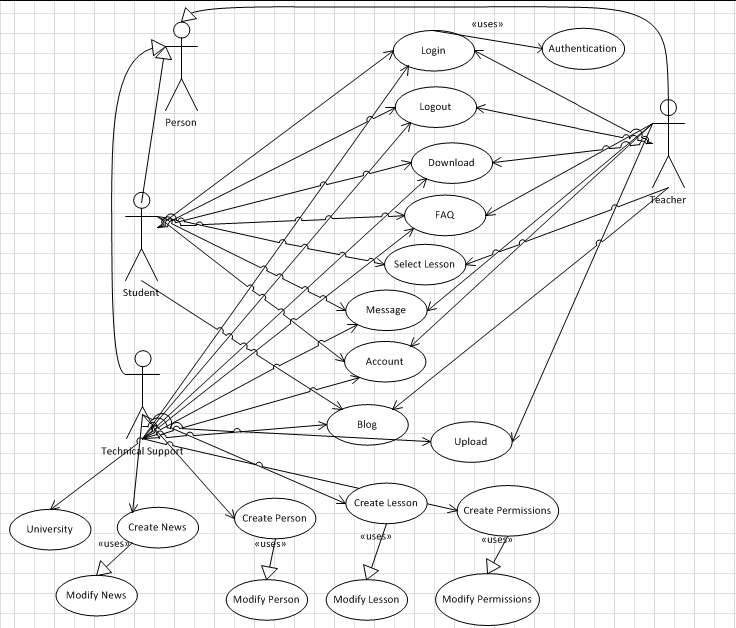 «uses»
Login
Authentication
Person
Logout
Download
Teacher
FAQ
Select Lesson
Student
Message
Account
Blog
Upload
Technical Support
University
Create News
Create Person
Create Lesson
Create Permissions
«uses»
«uses»
«uses»
«uses»
Modify News
Modify Person
Modify Lesson
Modify Permissions